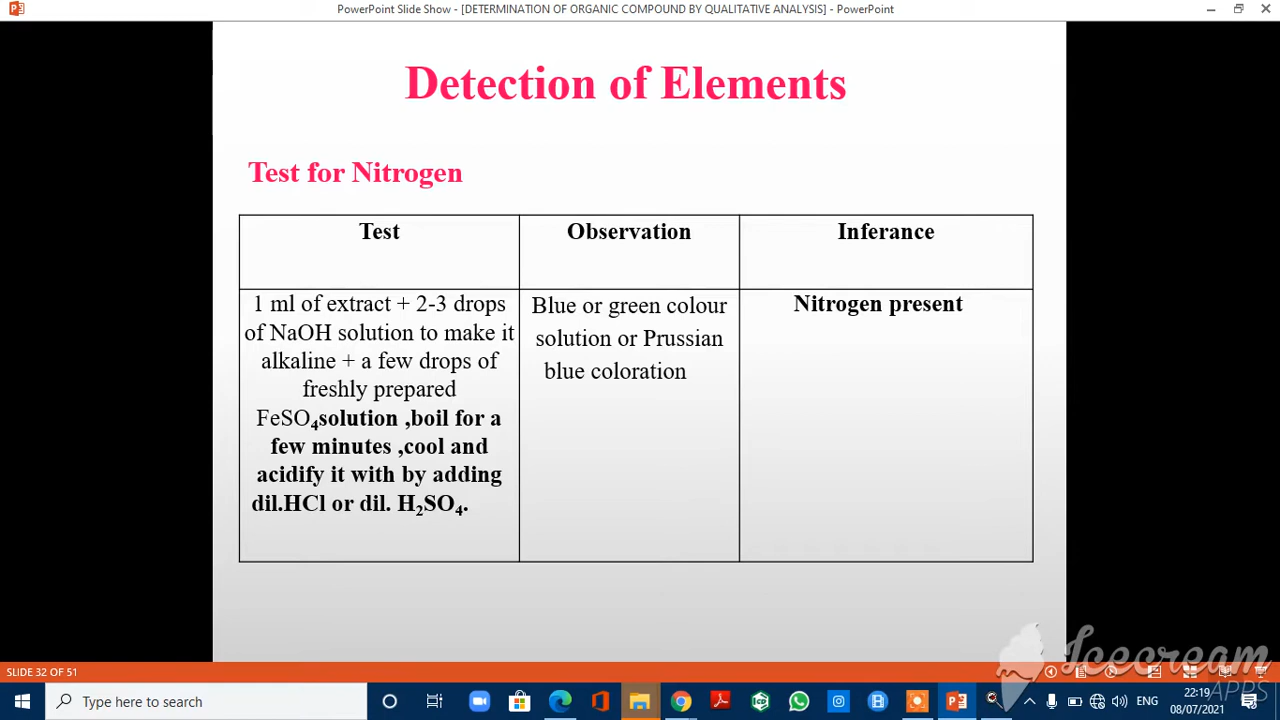 PowerPoint Slide Show - [DETERMINATION OF ORGANIC COMPOUND BY QUALITATIVE ANALYSIS] - PowerPoint
Detection of Elements
Test for Nitrogen
Test
Observation
Inferance
1 ml of extract + 2-3 drops
of NaOH solution to make it
alkaline + a few drops of
freshly prepared
FeSO₄solution ,boil for a
few minutes ,cool and
acidify it with by adding
dil.HCl or dil. H₂SO₄.
Blue or green colour
solution or Prussian
blue coloration
Nitrogen present
SLIDE 32 OF 51
Icecream
APPS
Type here to search
ENG
22:19
08/07/2021